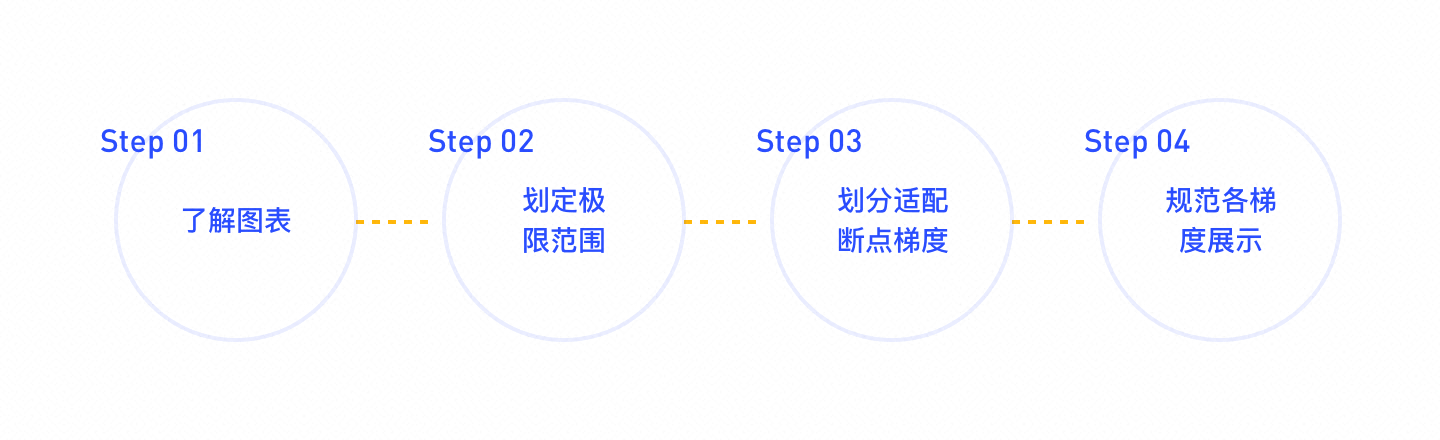 Step 01
了解图表
Step 02
划定极
限范围
Step 03
划分适配
断点梯度
Step 04
规范各梯
度展示